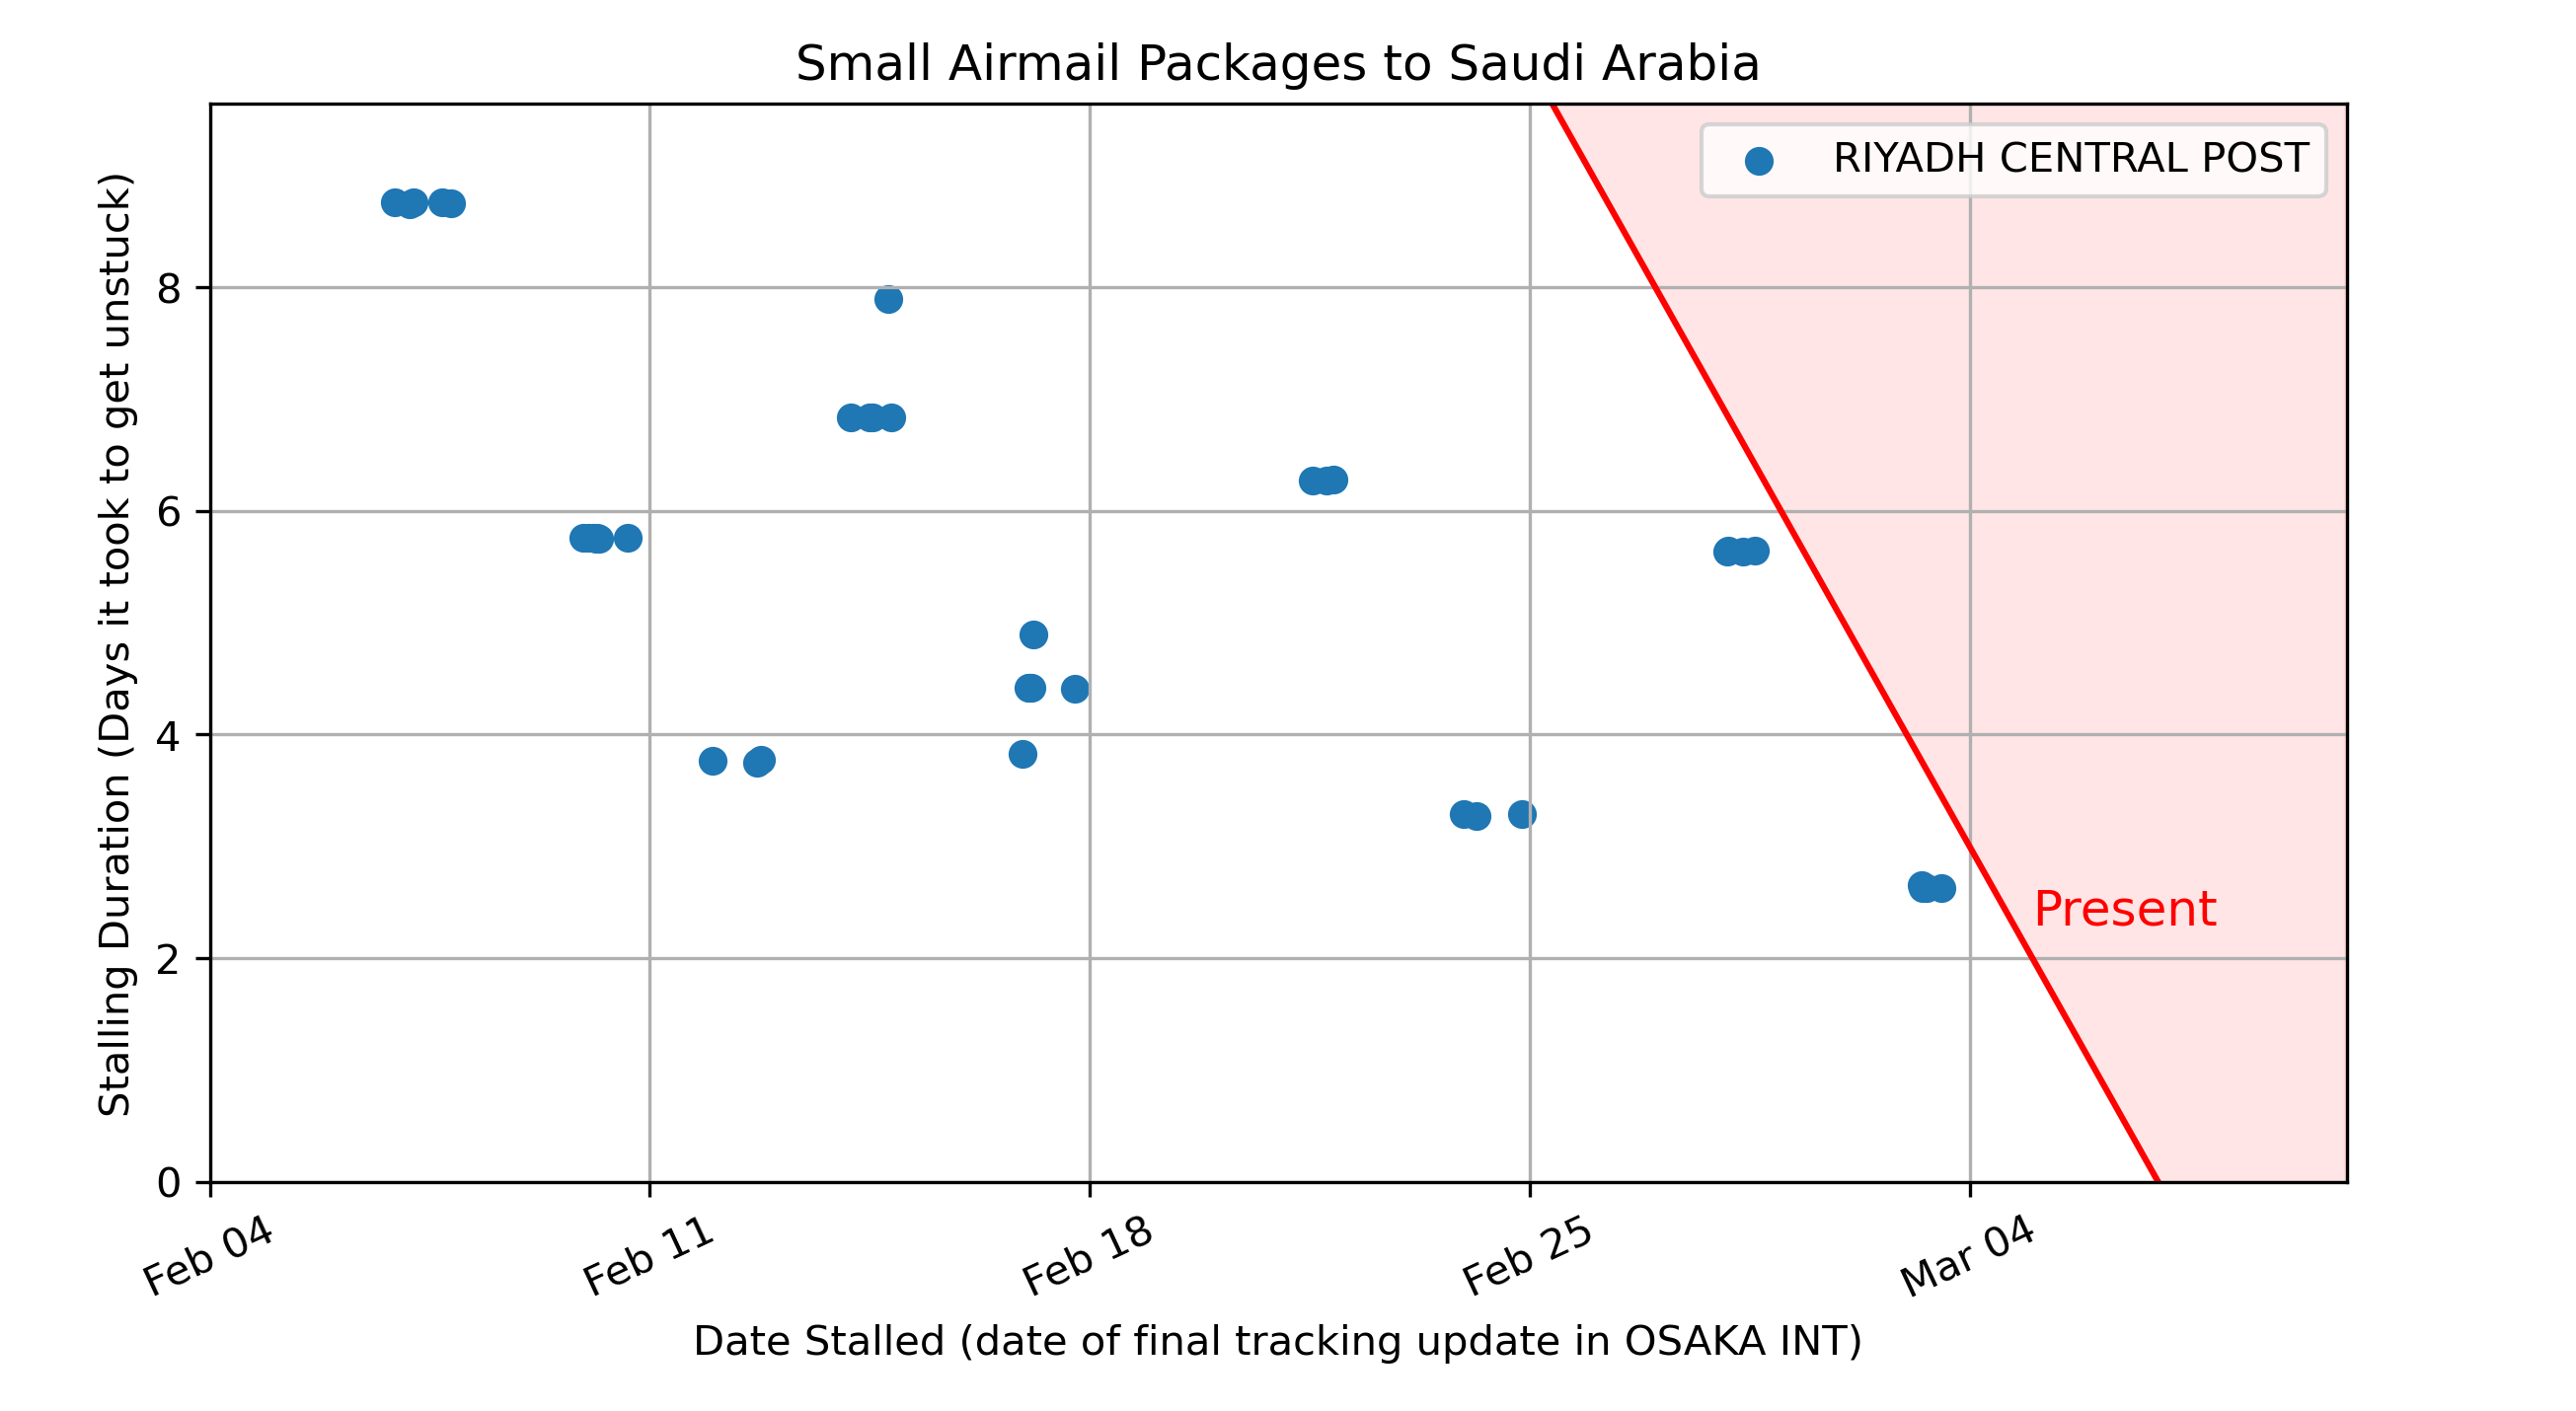 Small Airmail Packages to Saudi Arabia
RIYADH CENTRAL POST
Stalling Duration (Days it took to get unstuck)
8
6
4
2
0
Present
Feb 04
Feb 11
Feb 18
Feb 25
Mar 04
Date Stalled (date of final tracking update in OSAKA INT)